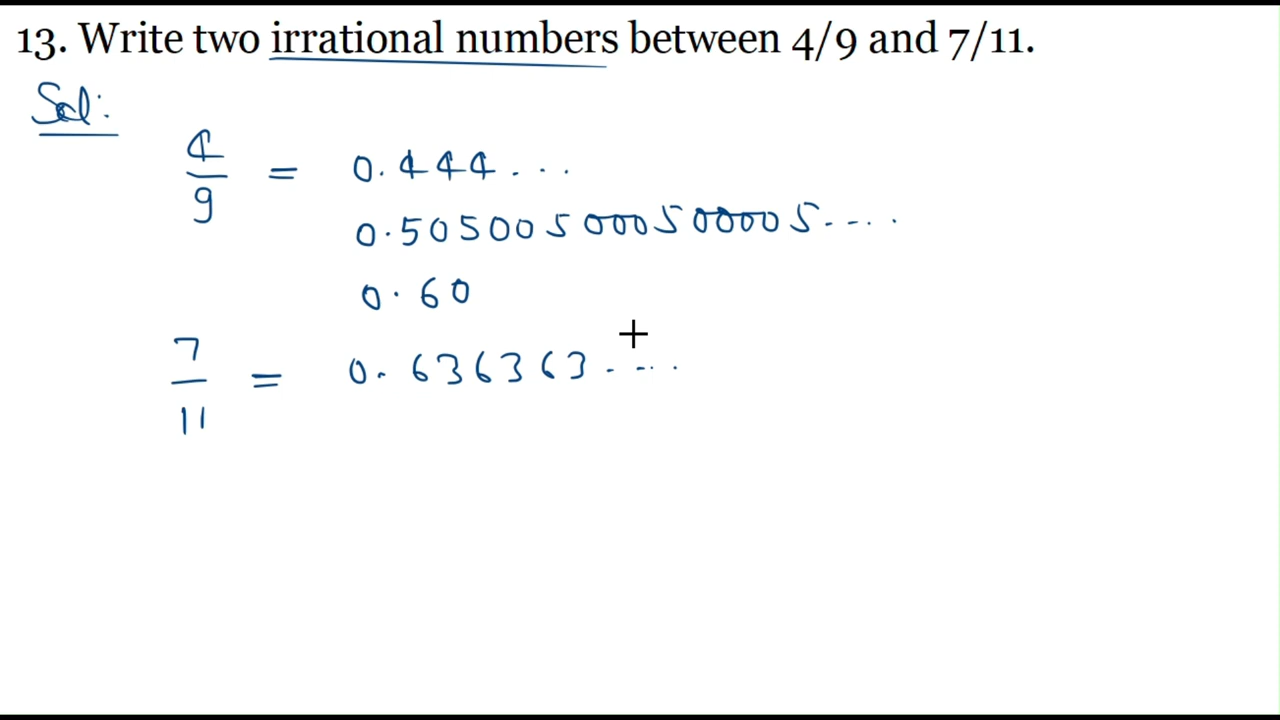 13. Write two irrational numbers between 4/9 and 7/11.
Sol:
4/9 = 0.444...
0.505005000500005....
0.60
7/11 = 0.636363....